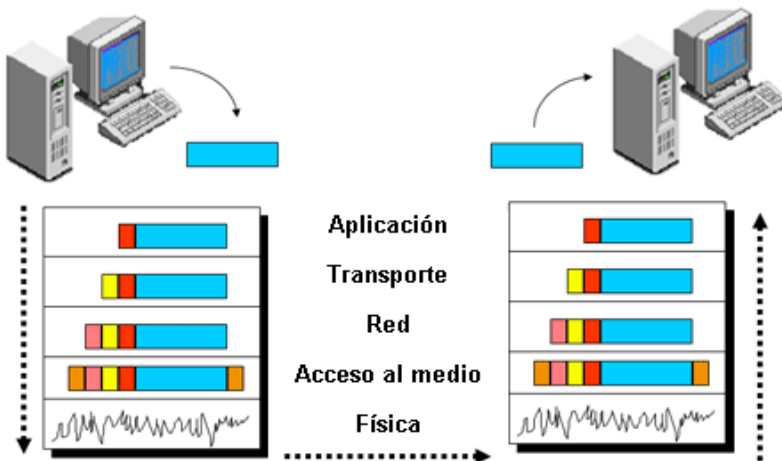 Aplicación
Transporte
Red
Acceso al medio
Física